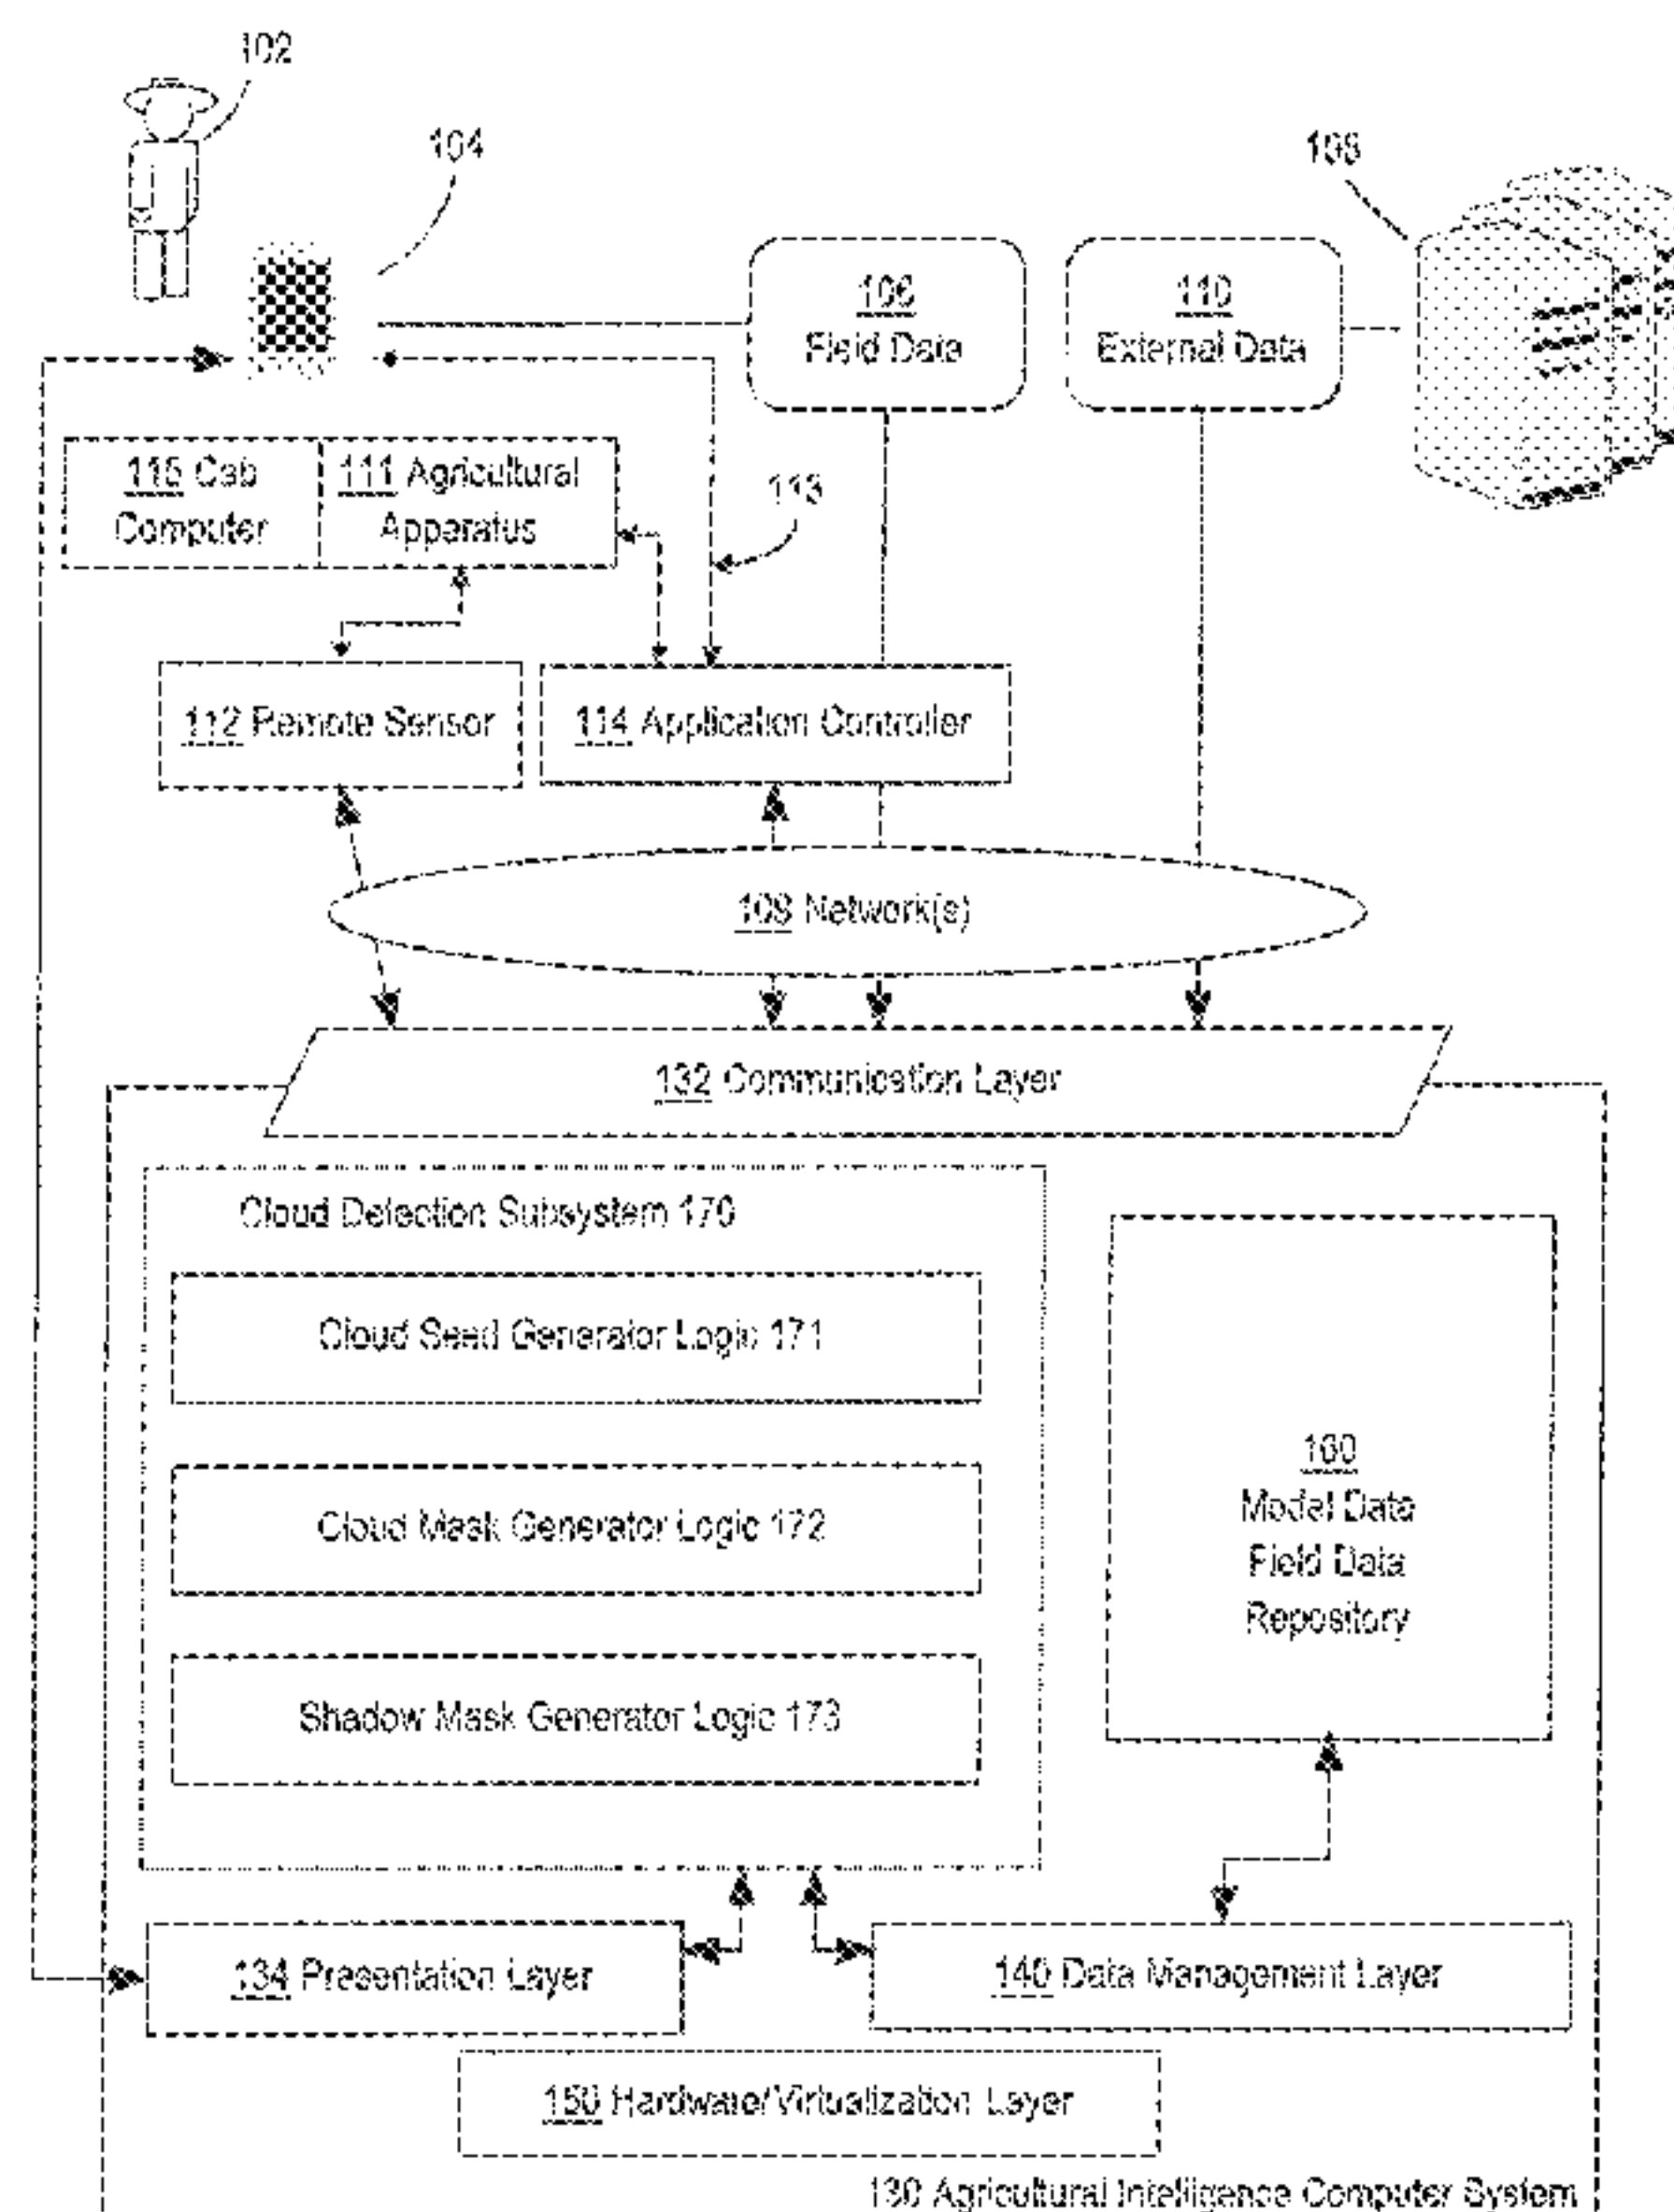 102
104
108
106
Field Data
110
External Data
115 Cab
Computer
111 Agricultural
Apparatus
113
112 Remote Sensor
114 Application Controller
109 Network(s)
132 Communication Layer
Cloud Detection Subsystem 170
Cloud Seed Generator Logic 171
Cloud Mask Generator Logic 172
Shadow Mask Generator Logic 173
160
Model Data
Field Data
Repository
134 Presentation Layer
140 Data Management Layer
150 Hardware/Virtualization Layer
130 Agricultural Intelligence Computer System